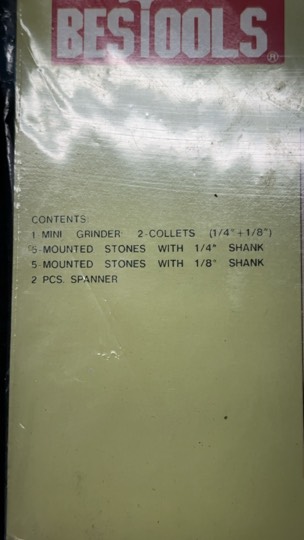 BESTOOLS®
CONTENTS:
1 MINI GRINDER 2-COLLETS (1/4"+1/8")
5-MOUNTED STONES WITH 1/4" SHANK
5-MOUNTED STONES WITH 1/8" SHANK
2 PCS. SPANNER